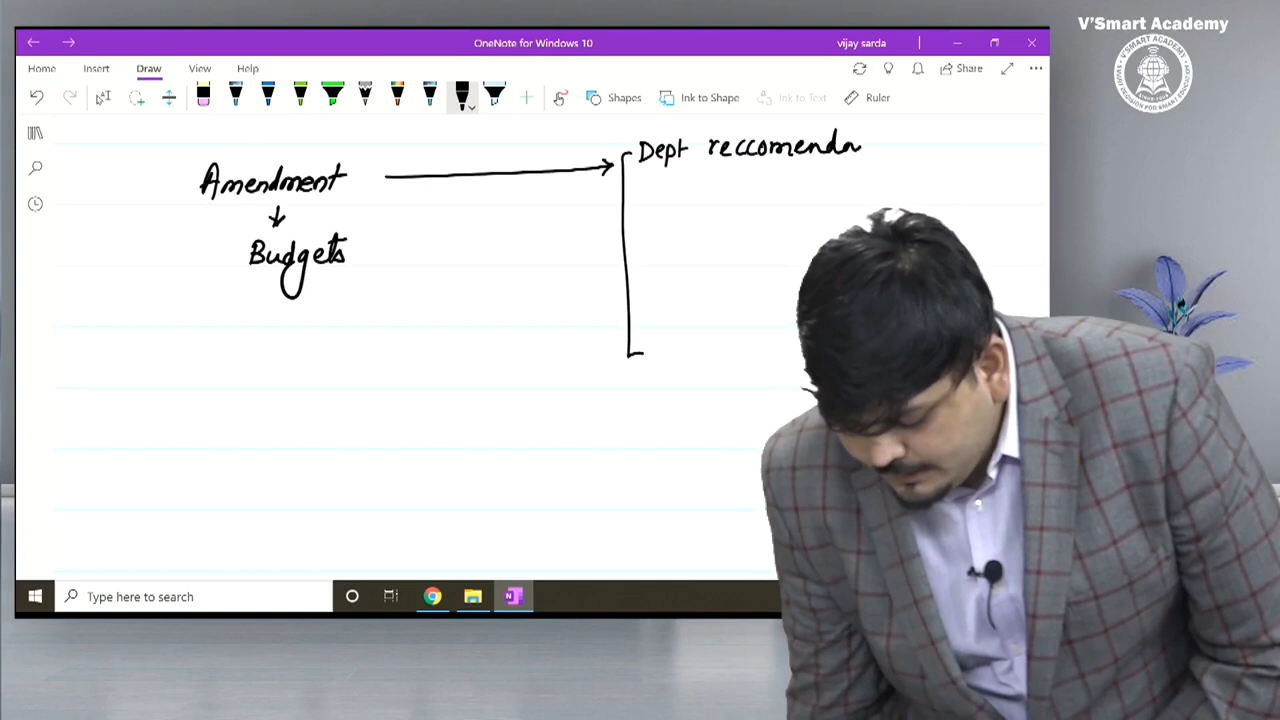 V'Smart Academy
OneNote for Windows 10
vijay sarda
Home Insert Draw View Help
Share
Shapes
Ink to Shape
Ink to Text
Ruler
Dept reccomenda
Amendment
Budgets
Type here to search